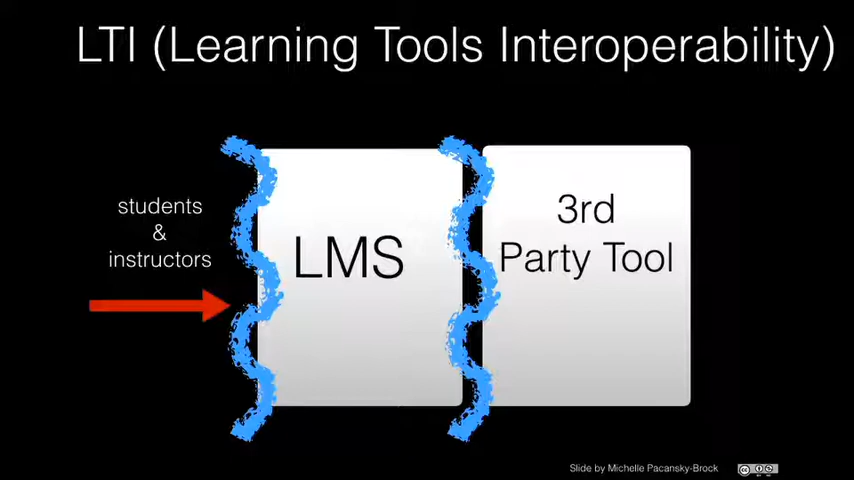 LTI (Learning Tools Interoperability)
students
&
instructors
LMS
3rd
Party Tool
Slide by Michelle Pacansky-Brock